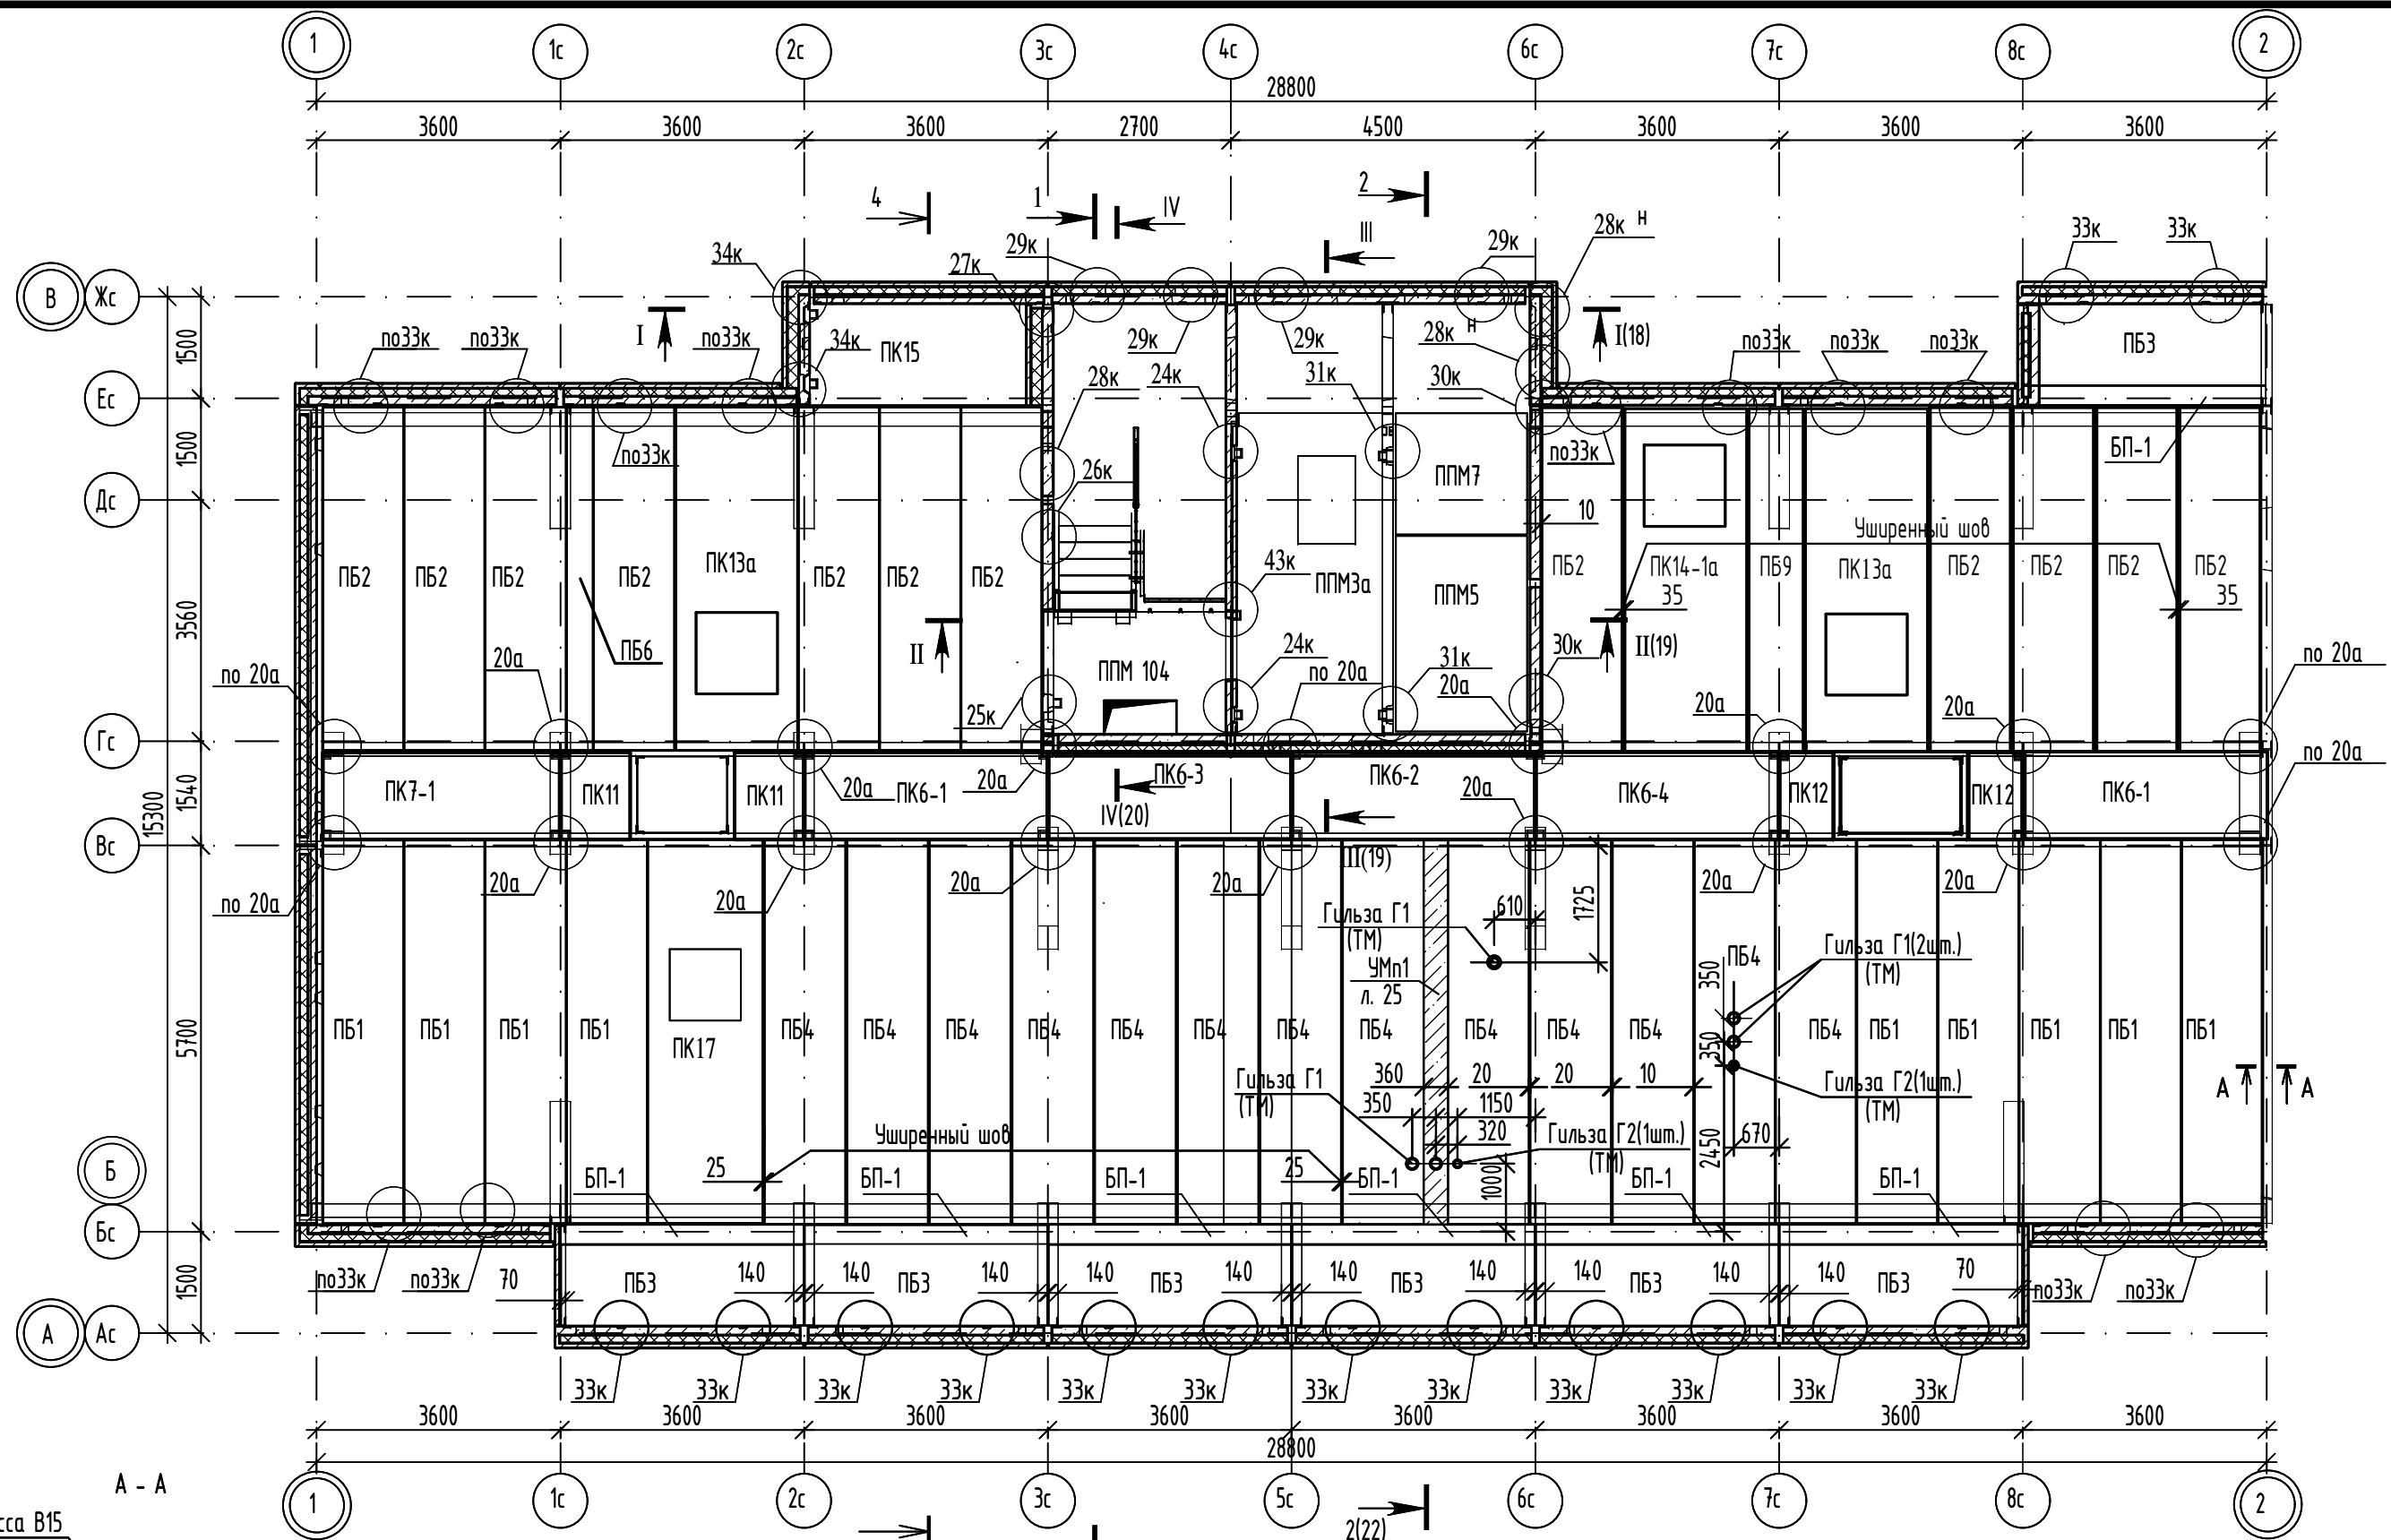 1 1с 2с 3с 4с 6с 7с 8с 2
28800
3600 3600 3600 2700 4500 3600 3600 3600
4 1 IV 2 III
34к 27к 29к 29к 28к н 33к 33к
В Жс
I I(18)
по33к по33к по33к 34к ПК15 29к 29к 28к н по33к по33к по33к ПБ3
1500
Ес
28к 24к 31к 30к
1500
по33к 26к ППМ7 по33к БП-1
Дс
10 Уширенный шов
43к
ПБ2 ПБ2 ПБ2 ПБ2 ПК13а ПБ2 ПБ2 ПБ2 ППМ3а ППМ5 ПБ2 ПК14-1а ПБ9 ПК13а ПБ2 ПБ2 ПБ2 ПБ2
35 35
3560
ПБ6 II 24к 30к II(19)
по 20а 20а ППМ 104 по 20а 31к по 20а
20а 20а 20а
25к
Гс
по 20а
ПК7-1 ПК11 ПК11 20а ПК6-1 20а ПК6-3 ПК6-2 20а ПК6-4 ПК12 ПК12 ПК6-1
1540
15300
IV(20)
Вс
III(19)
по 20а 20а 20а 20а 20а 20а 20а
610 1725
Гильза Г1
(ТМ)
УМп1
л. 25
ПБ4
Гильза Г1(2шт.)
(ТМ)
350
350
5700
ПБ1 ПБ1 ПБ1 ПБ1 ПК17 ПБ4 ПБ4 ПБ4 ПБ4 ПБ4 ПБ4 ПБ4 ПБ4 ПБ4 ПБ4 ПБ4 ПБ4 ПБ1 ПБ1 ПБ1 ПБ1 ПБ1
Гильза Г1
(ТМ)
360 20 20 10
Гильза Г2(1шт.)
(ТМ)
А А
350 1150
320
Гильза Г2(1шт.)
(ТМ)
2450 670
Уширенный шов
1000
Б
25 25
БП-1 БП-1 БП-1 БП-1 БП-1 БП-1
Бс
по33к по33к 70 ПБ3 140 140 ПБ3 140 140 ПБ3 140 140 ПБ3 140 140 ПБ3 140 140 ПБ3 70 по33к по33к
1500
А Ас
33к 33к 33к 33к 33к 33к 33к 33к 33к 33к 33к 33к
3600 3600 3600 3600 3600 3600 3600 3600
28800
А - А
1 1с 2с 3с 5с 6с 7с 8с 2
сса В15
2(22)